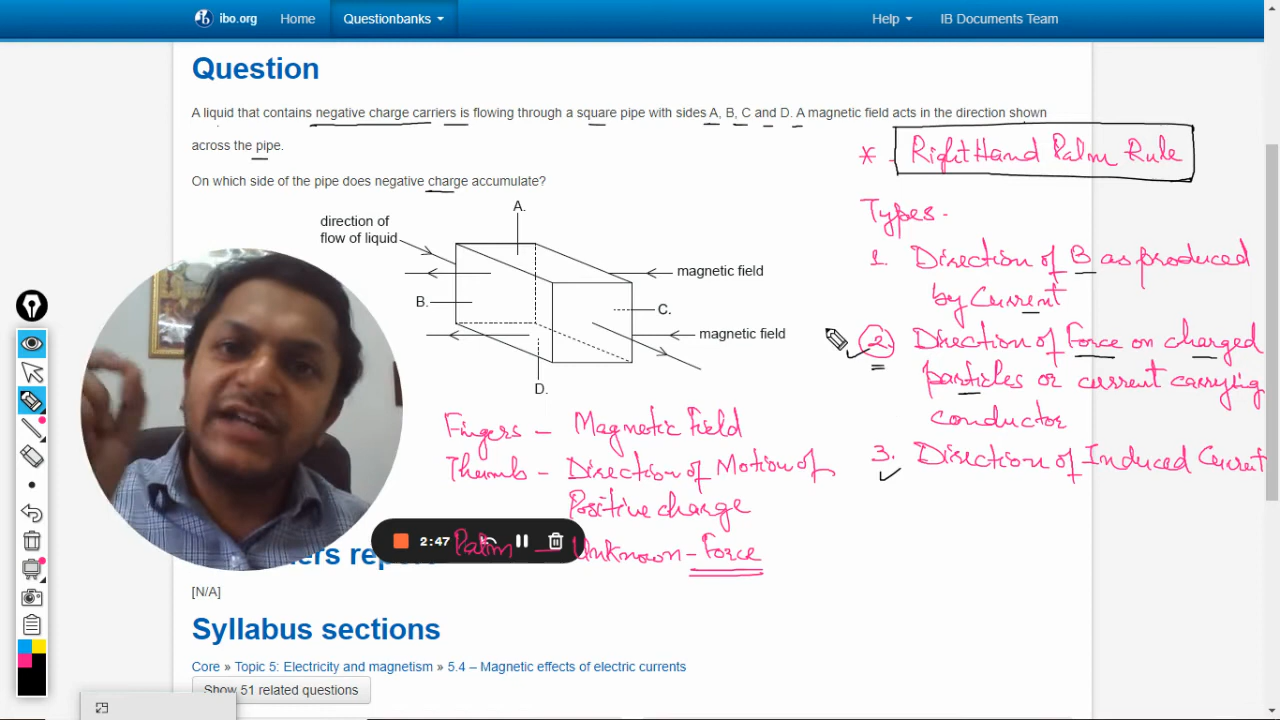 ibo.org Home Questionbanks Help IB Documents Team
Question
A liquid that contains negative charge carriers is flowing through a square pipe with sides A, B, C and D. A magnetic field acts in the direction shown
across the pipe.
* Right Hand Palm Rule
On which side of the pipe does negative charge accumulate?
A.
direction of
flow of liquid
magnetic field
B.
C.
magnetic field
D.
Types.
1. Direction of B as produced
by Current
2. Direction of Force on charged
particles or current carrying
conductor
3. Direction of Induced Current
Fingers - Magnetic Field
Thumb - Direction of Motion of
Positive charge
Palm - Unknown - Force
2:47
[N/A]
Syllabus sections
Core » Topic 5: Electricity and magnetism » 5.4 – Magnetic effects of electric currents
Show 51 related questions